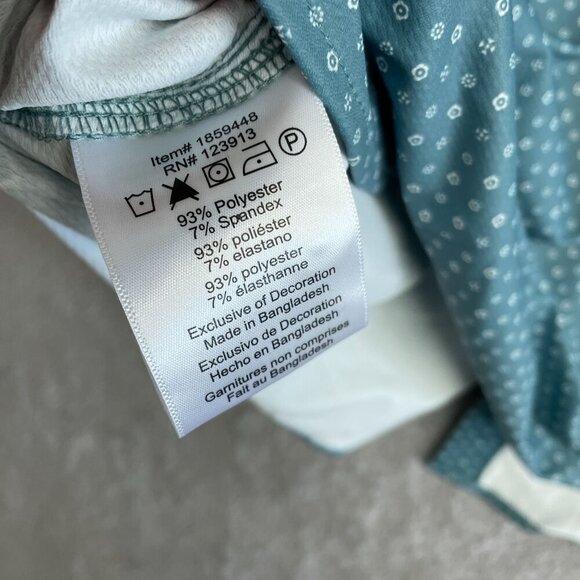 Item# 1859448
RN# 123913
P
93% Polyester
7% Spandex
93% poliéster
7% elastano
93% polyester
7% élasthanne
Exclusive of Decoration
Made in Bangladesh
Exclusivo de Decoration
Hecho en Bangladesh
Garnitures non comprises
Fait au Bangladesh